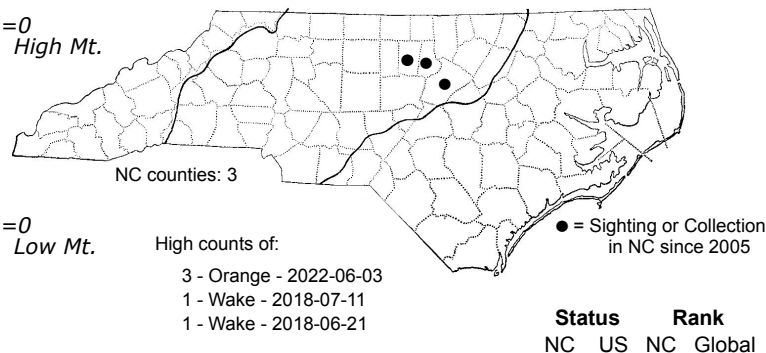 =0
High Mt.
NC counties: 3
=0
Low Mt.
High counts of:
3 - Orange - 2022-06-03
1 - Wake - 2018-07-11
1 - Wake - 2018-06-21
● = Sighting or Collection
in NC since 2005
Status Rank
NC US NC Global